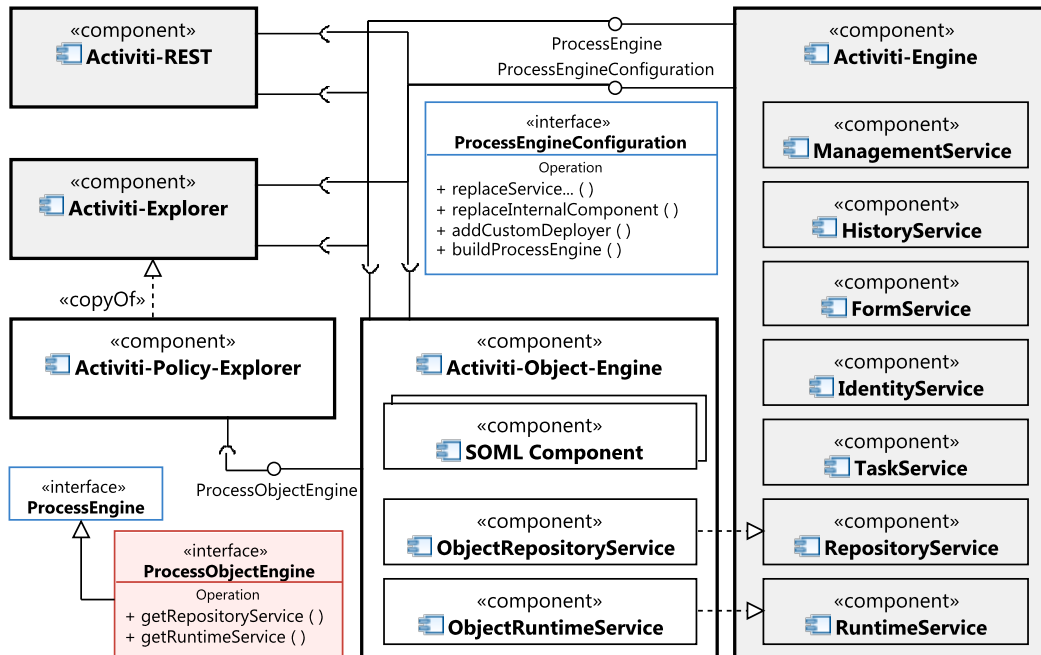 «component»
Activiti-REST
«component»
Activiti-Explorer
«copyOf»
«component»
Activiti-Policy-Explorer
ProcessEngine
ProcessEngineConfiguration
«interface»
ProcessEngineConfiguration
Operation
+ replaceService... ( )
+ replaceInternalComponent ( )
+ addCustomDeployer ( )
+ buildProcessEngine ( )
«component»
Activiti-Object-Engine
«component»
SOML Component
«component»
ObjectRepositoryService
«component»
ObjectRuntimeService
ProcessObjectEngine
«interface»
ProcessEngine
«interface»
ProcessObjectEngine
Operation
+ getRepositoryService ( )
+ getRuntimeService ( )
«component»
Activiti-Engine
«component»
ManagementService
«component»
HistoryService
«component»
FormService
«component»
IdentityService
«component»
TaskService
«component»
RepositoryService
«component»
RuntimeService